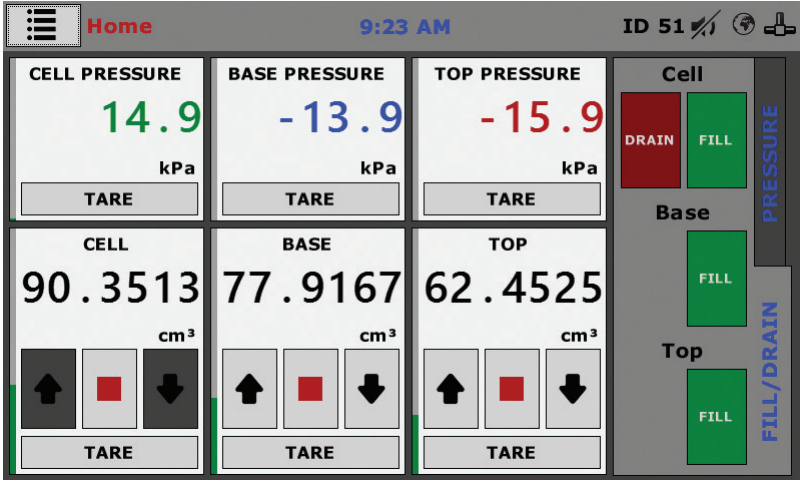 Home
9:23 AM
ID 51
CELL PRESSURE
14.9
kPa
TARE
BASE PRESSURE
-13.9
kPa
TARE
TOP PRESSURE
-15.9
kPa
TARE
CELL
90.3513
cm³
TARE
BASE
77.9167
cm³
TARE
TOP
62.4525
cm³
TARE
Cell
DRAIN
FILL
Base
FILL
Top
FILL
PRESSURE
FILL/DRAIN